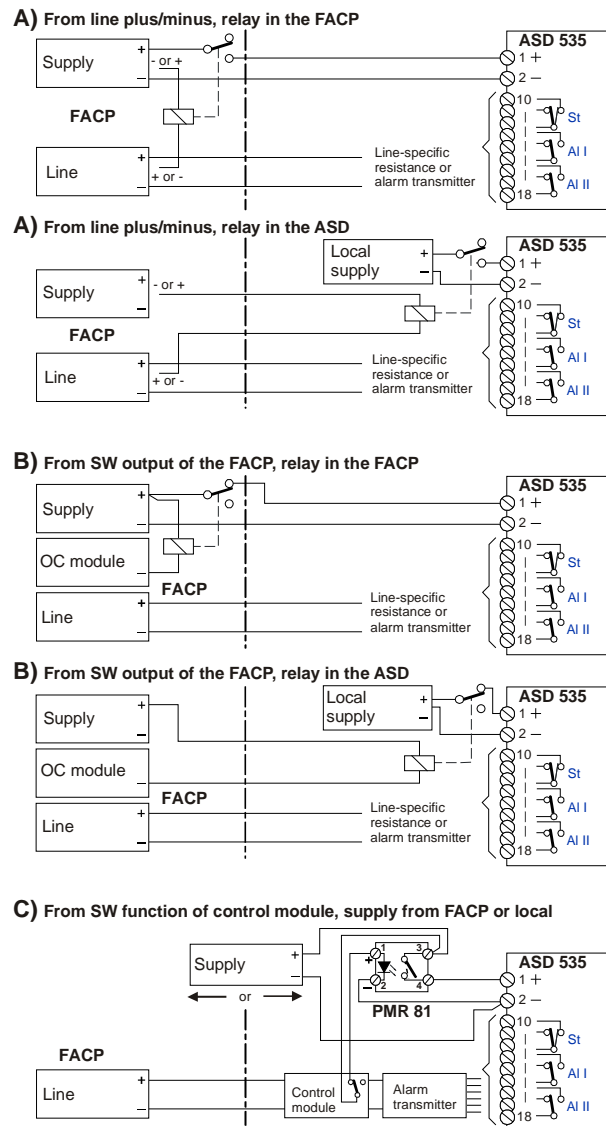 A) From line plus/minus, relay in the FACP
ASD 535
Supply
+
–
- or +
1 +
2 –
FACP
10
St
Al I
Al II
18
Line
+
–
+ or -
Line-specific
resistance or
alarm transmitter
A) From line plus/minus, relay in the ASD
ASD 535
Local
supply
+
–
1 +
2 –
Supply
+
–
- or +
FACP
10
St
Al I
Al II
18
Line
+
–
+ or -
Line-specific
resistance or
alarm transmitter
B) From SW output of the FACP, relay in the FACP
ASD 535
Supply
+
–
1 +
2 –
OC module
–
FACP
10
St
Al I
Al II
18
Line
+
–
Line-specific
resistance or
alarm transmitter
B) From SW output of the FACP, relay in the ASD
ASD 535
Local
supply
+
–
1 +
2 –
Supply
+
OC module
–
FACP
10
St
Al I
Al II
18
Line
+
–
Line-specific
resistance or
alarm transmitter
C) From SW function of control module, supply from FACP or local
ASD 535
Supply
+
–
or
1
3
+
–
2
4
PMR 81
1 +
2 –
10
St
Al I
Al II
18
FACP
Line
+
–
Control
module
Alarm
transmitter